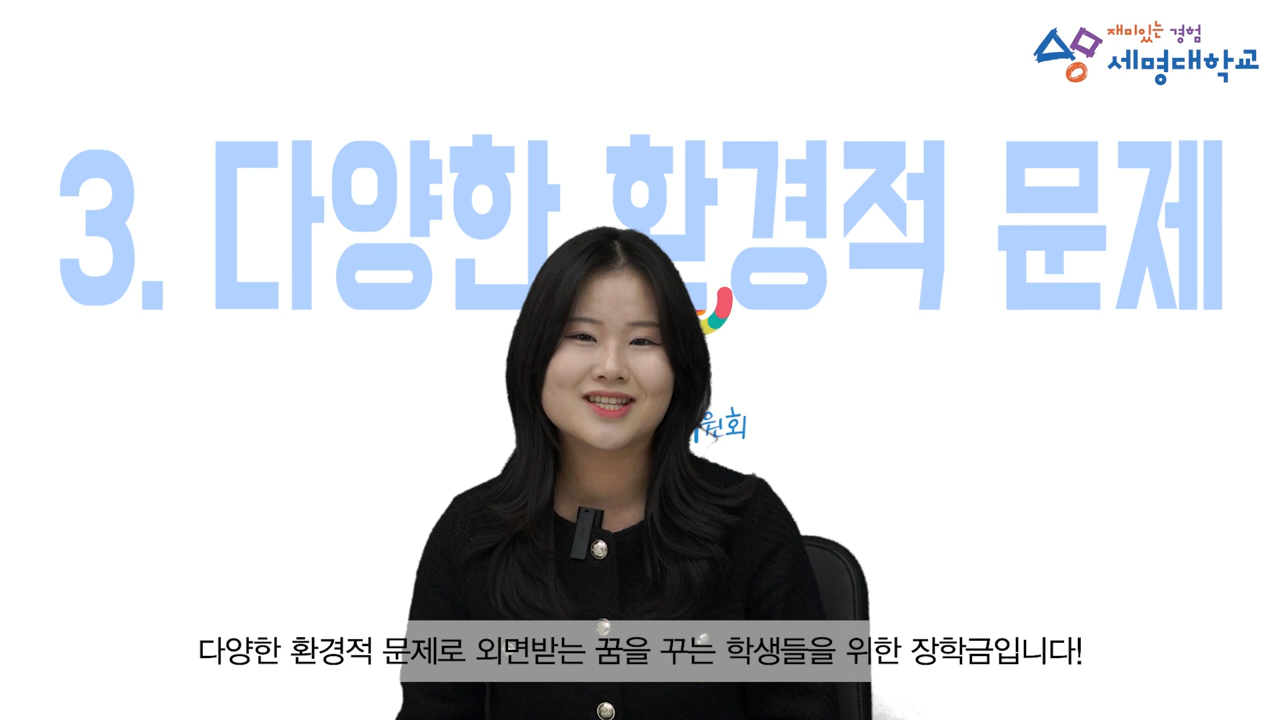 재미있는 경험
세명대학교
3. 다양한 환경적 문제
원회
다양한 환경적 문제로 외면받는 꿈을 꾸는 학생들을 위한 장학금입니다!